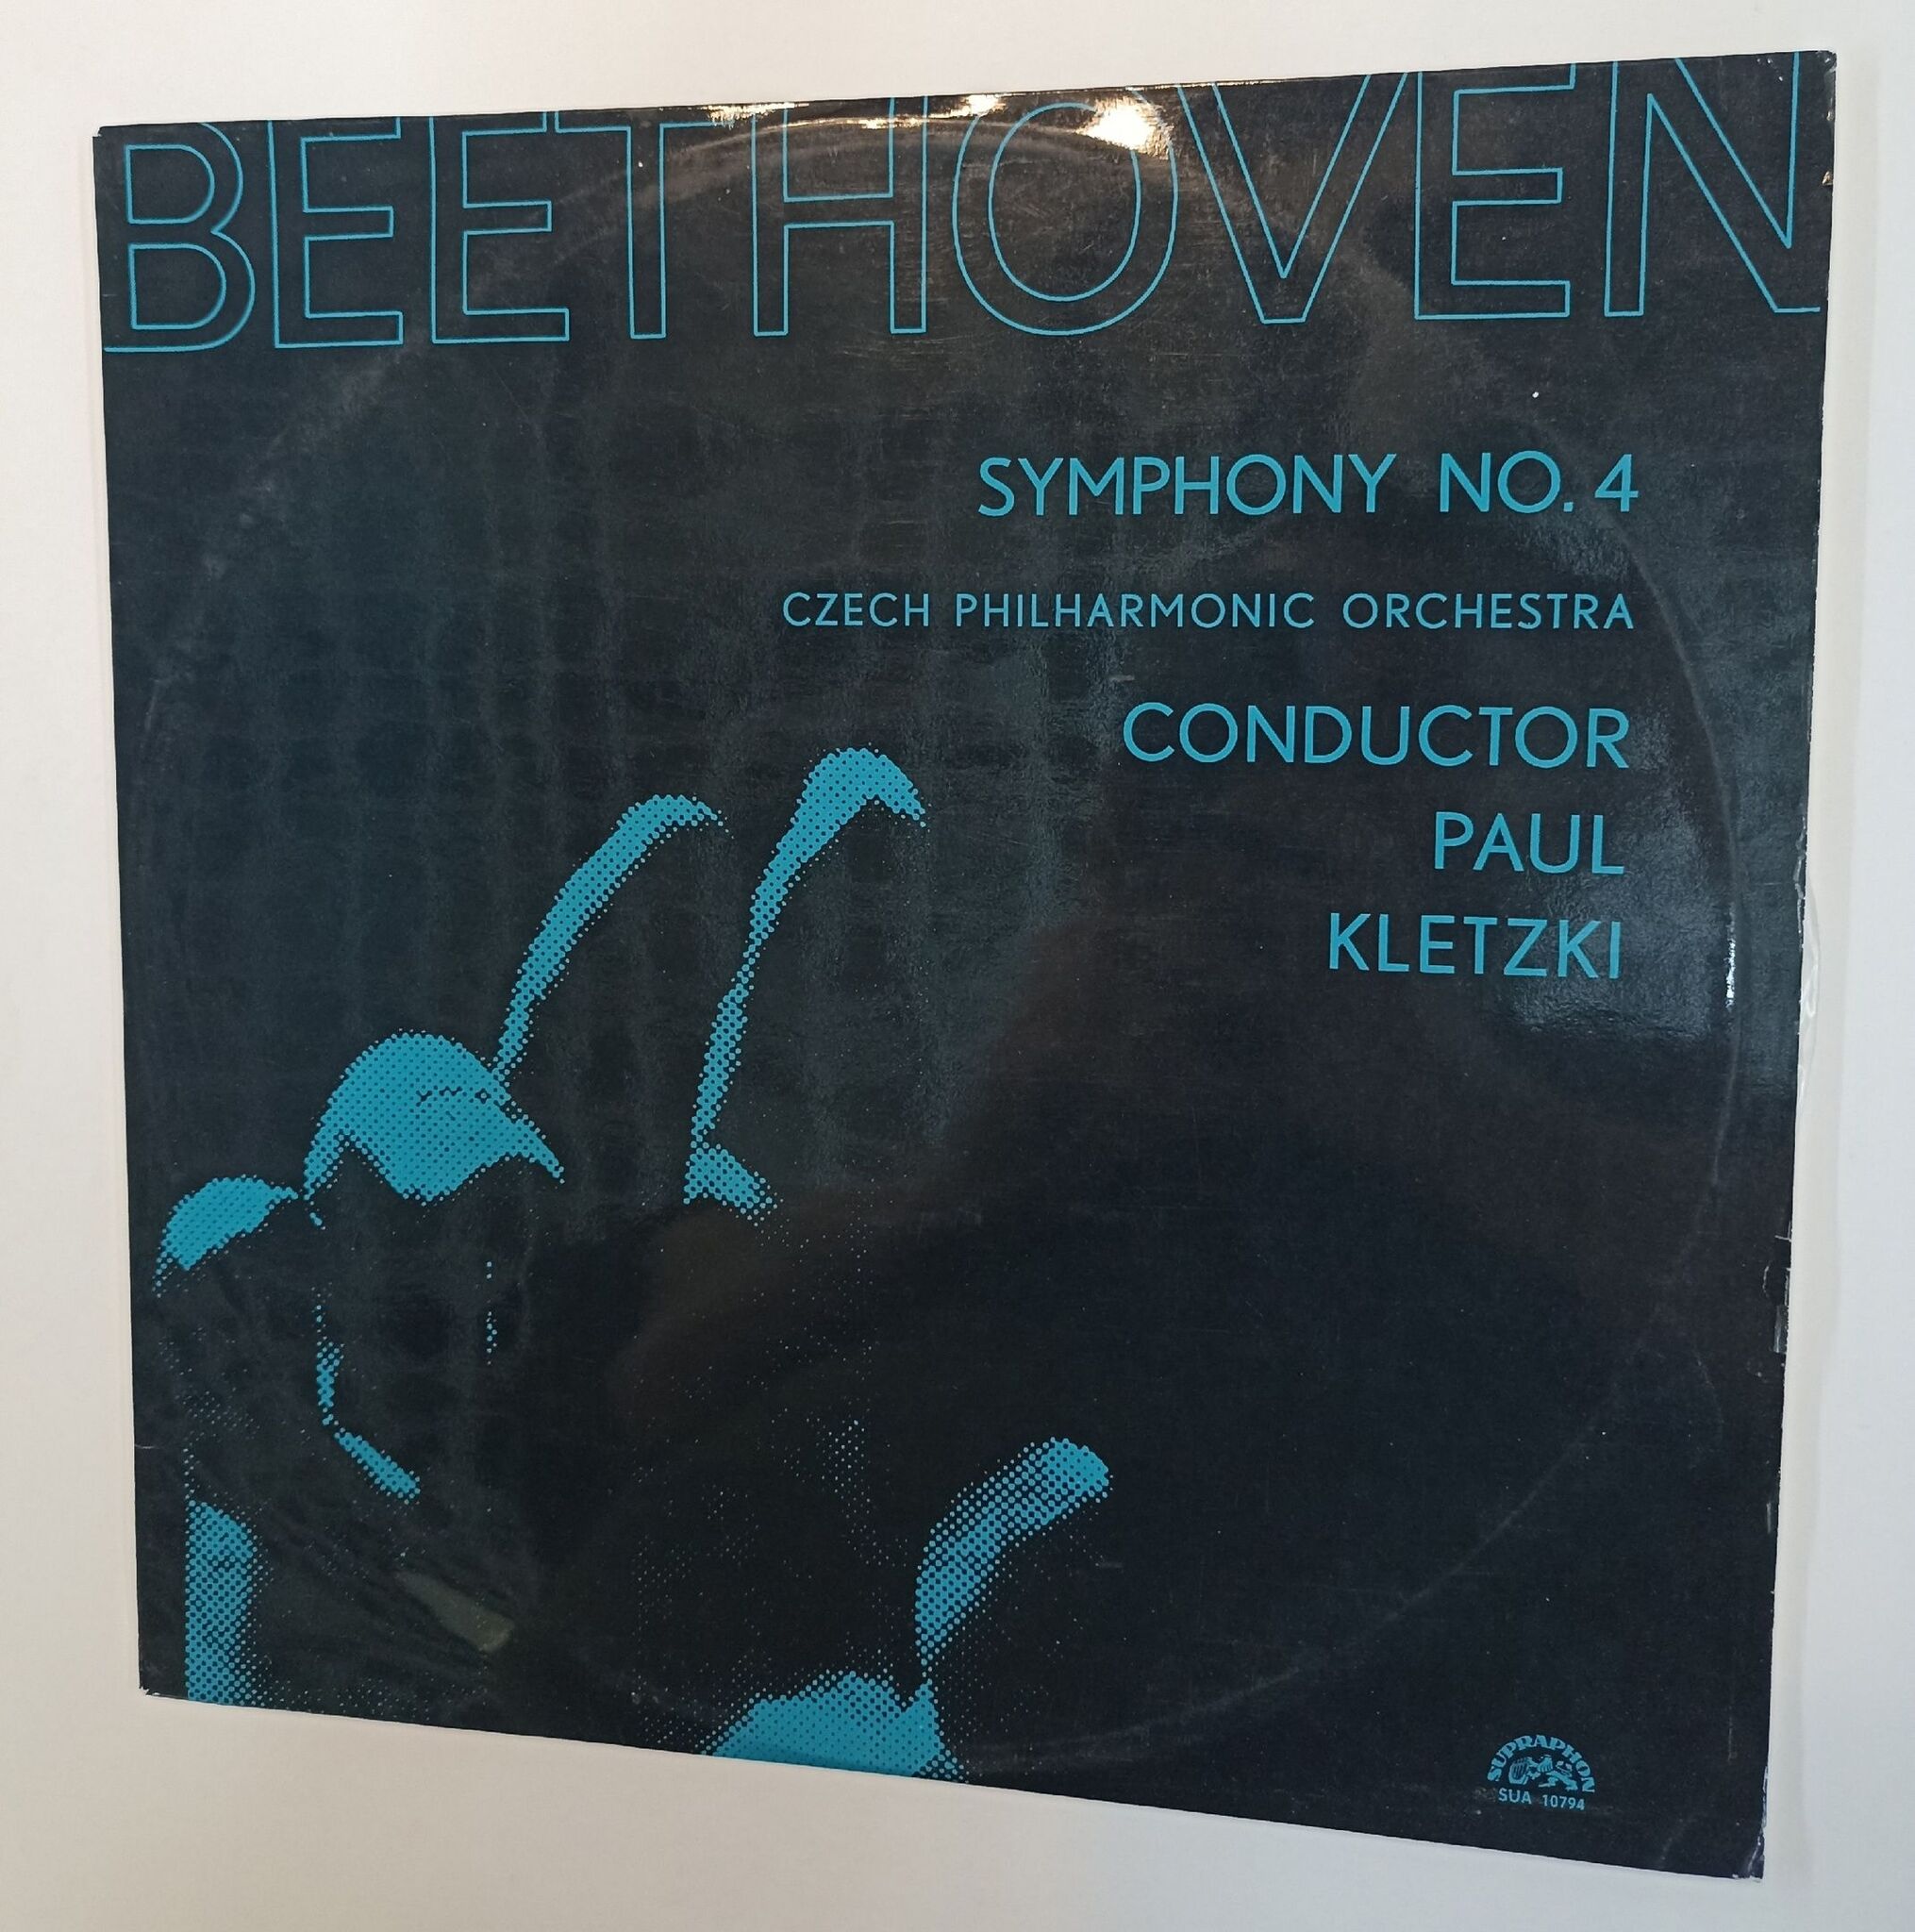 BEETHOVEN
SYMPHONY NO. 4
CZECH PHILHARMONIC ORCHESTRA
CONDUCTOR
PAUL
KLETZKI
SUPRAPHON
SUA 10794